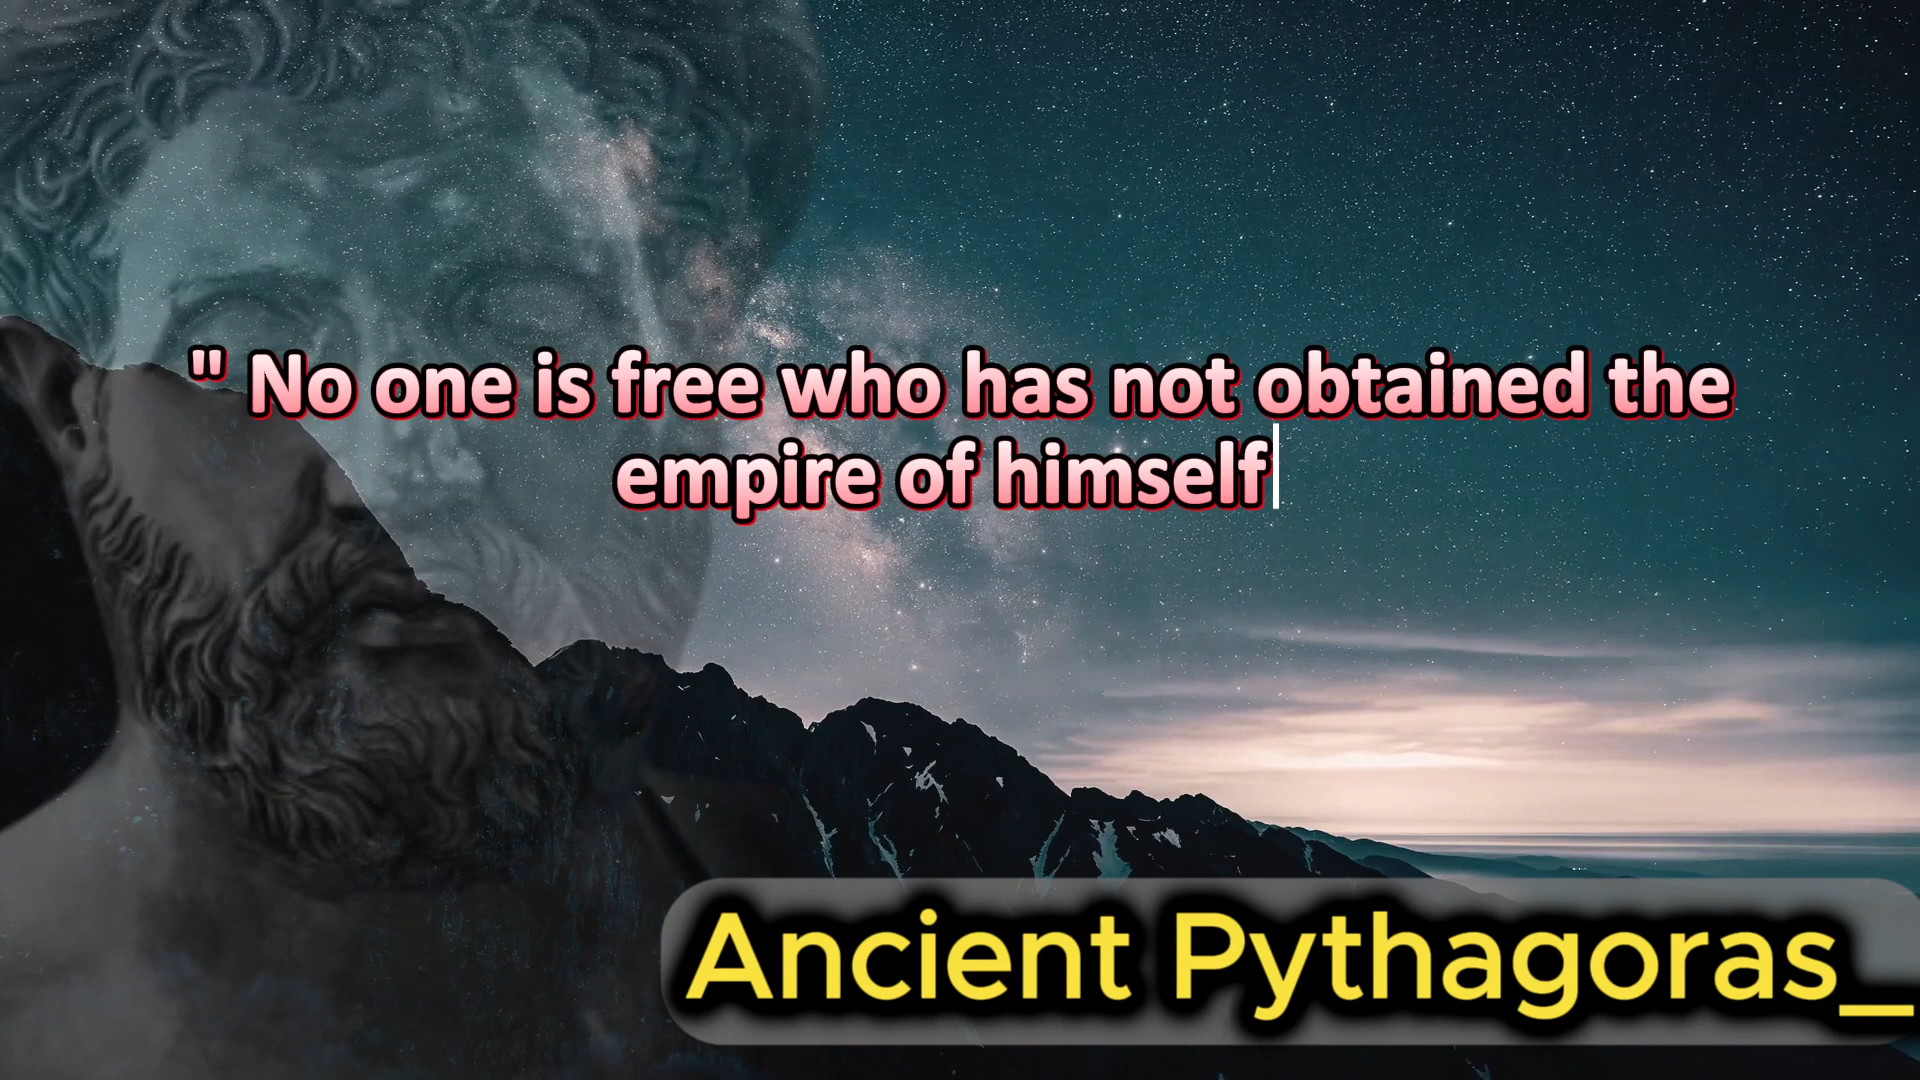 " No one is free who has not obtained the
empire of himself
Ancient Pythagoras_